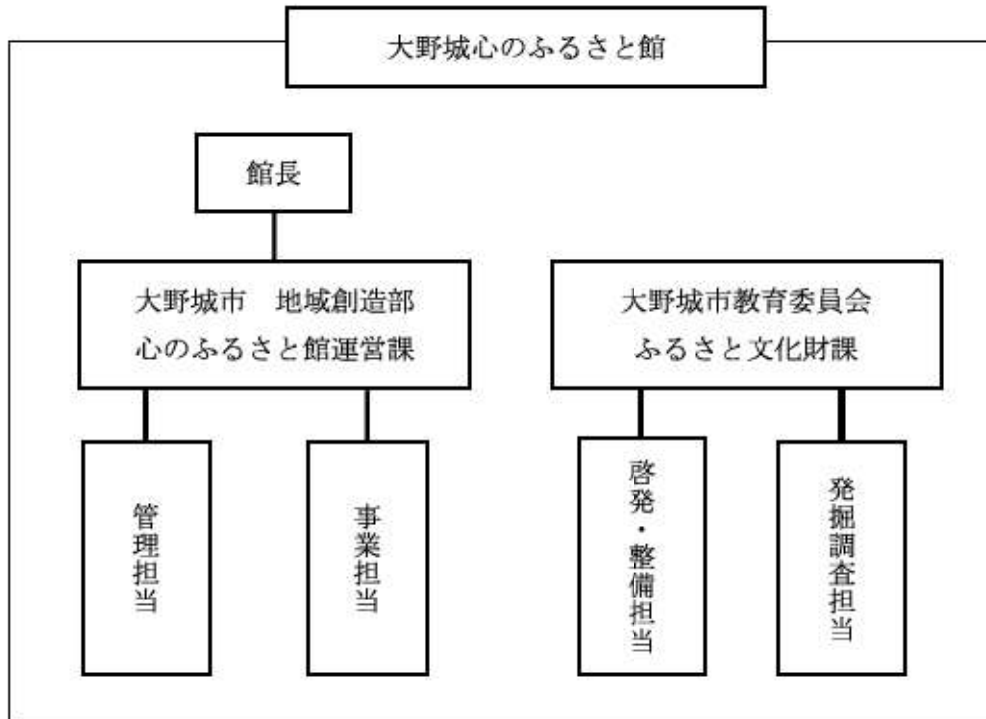 大野城心のふるさと館
館長
大野城市　地域創造部
心のふるさと館運営課
大野城市教育委員会
ふるさと文化財課
管理担当
事業担当
啓発・整備担当
発掘調査担当